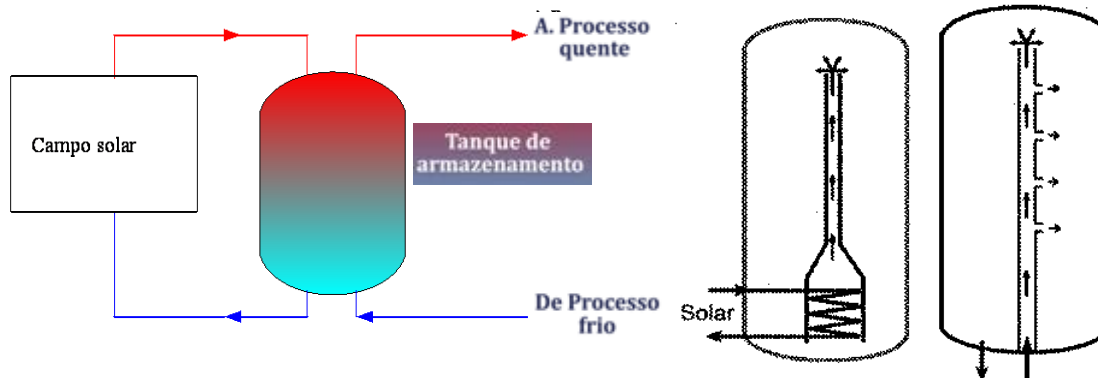 A. Processo
quente
Campo solar
Tanque de
armazenamento
De Processo
frio
Solar